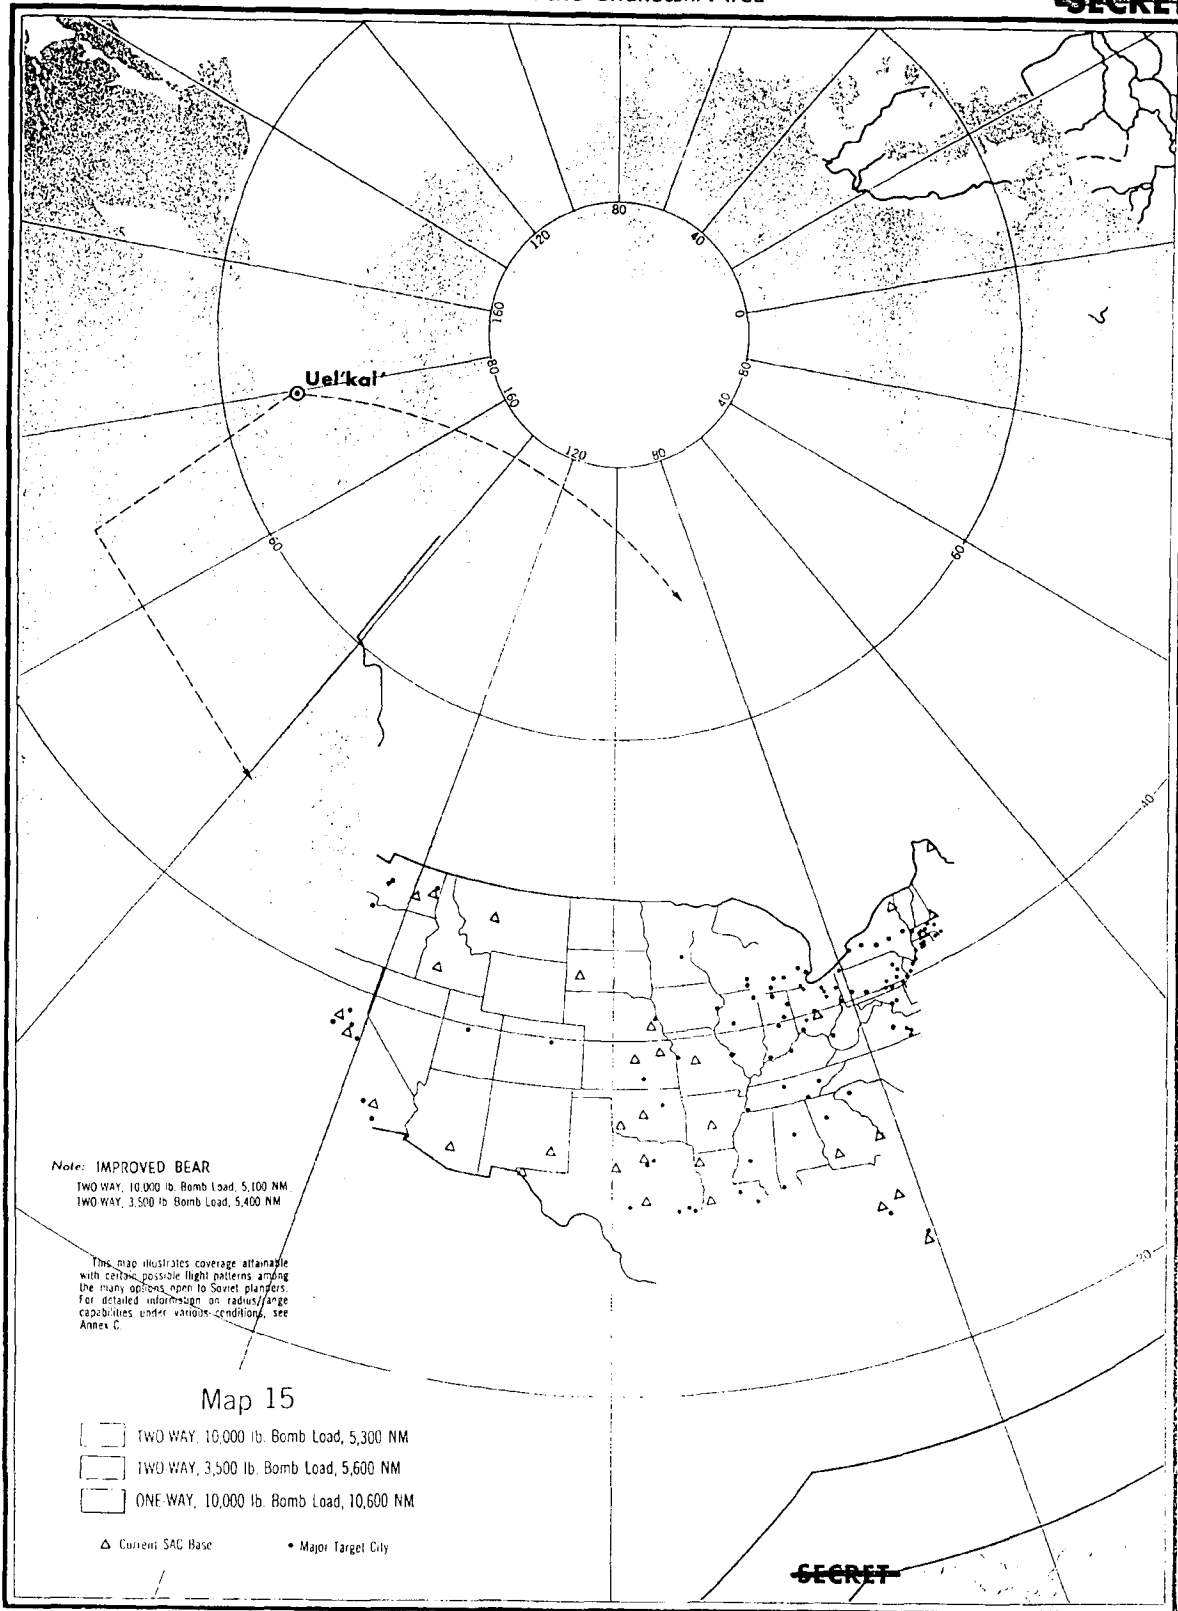 SECRET
80
120
40
160
0
80
80
160
40
120
80
Uel'kal'
60
60
40
20
Note: IMPROVED BEAR
TWO WAY, 10,000 lb. Bomb Load, 5,100 NM
TWO WAY, 3,500 lb. Bomb Load, 5,400 NM
This map illustrates coverage attainable
with certain possible flight patterns among
the many options open to Soviet planners.
For detailed information on radius/range
capabilities under various conditions, see
Annex C.
Map 15
TWO WAY, 10,000 lb. Bomb Load, 5,300 NM
TWO-WAY, 3,500 lb. Bomb Load, 5,600 NM
ONE-WAY, 10,000 lb. Bomb Load, 10,600 NM
Current SAC Base
Major Target City
SECRET